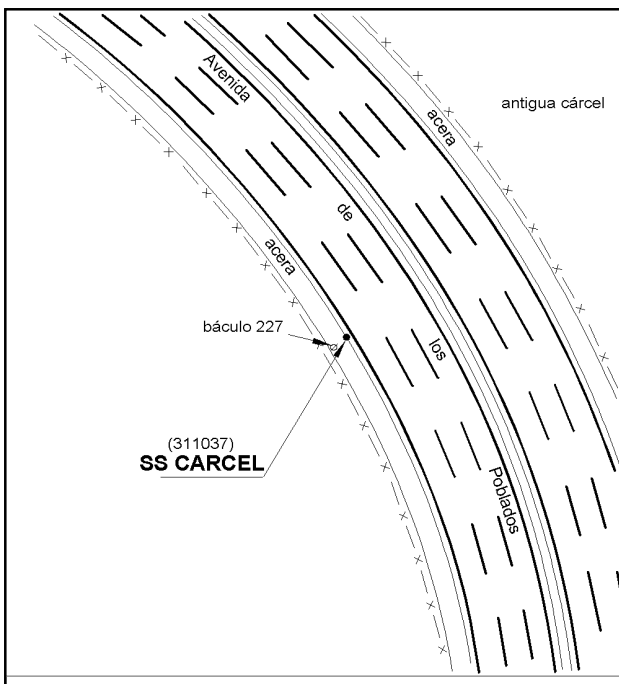 Avenida
de
los
Poblados
acera
antigua cárcel
acera
báculo 227
(311037)
SS CARCEL